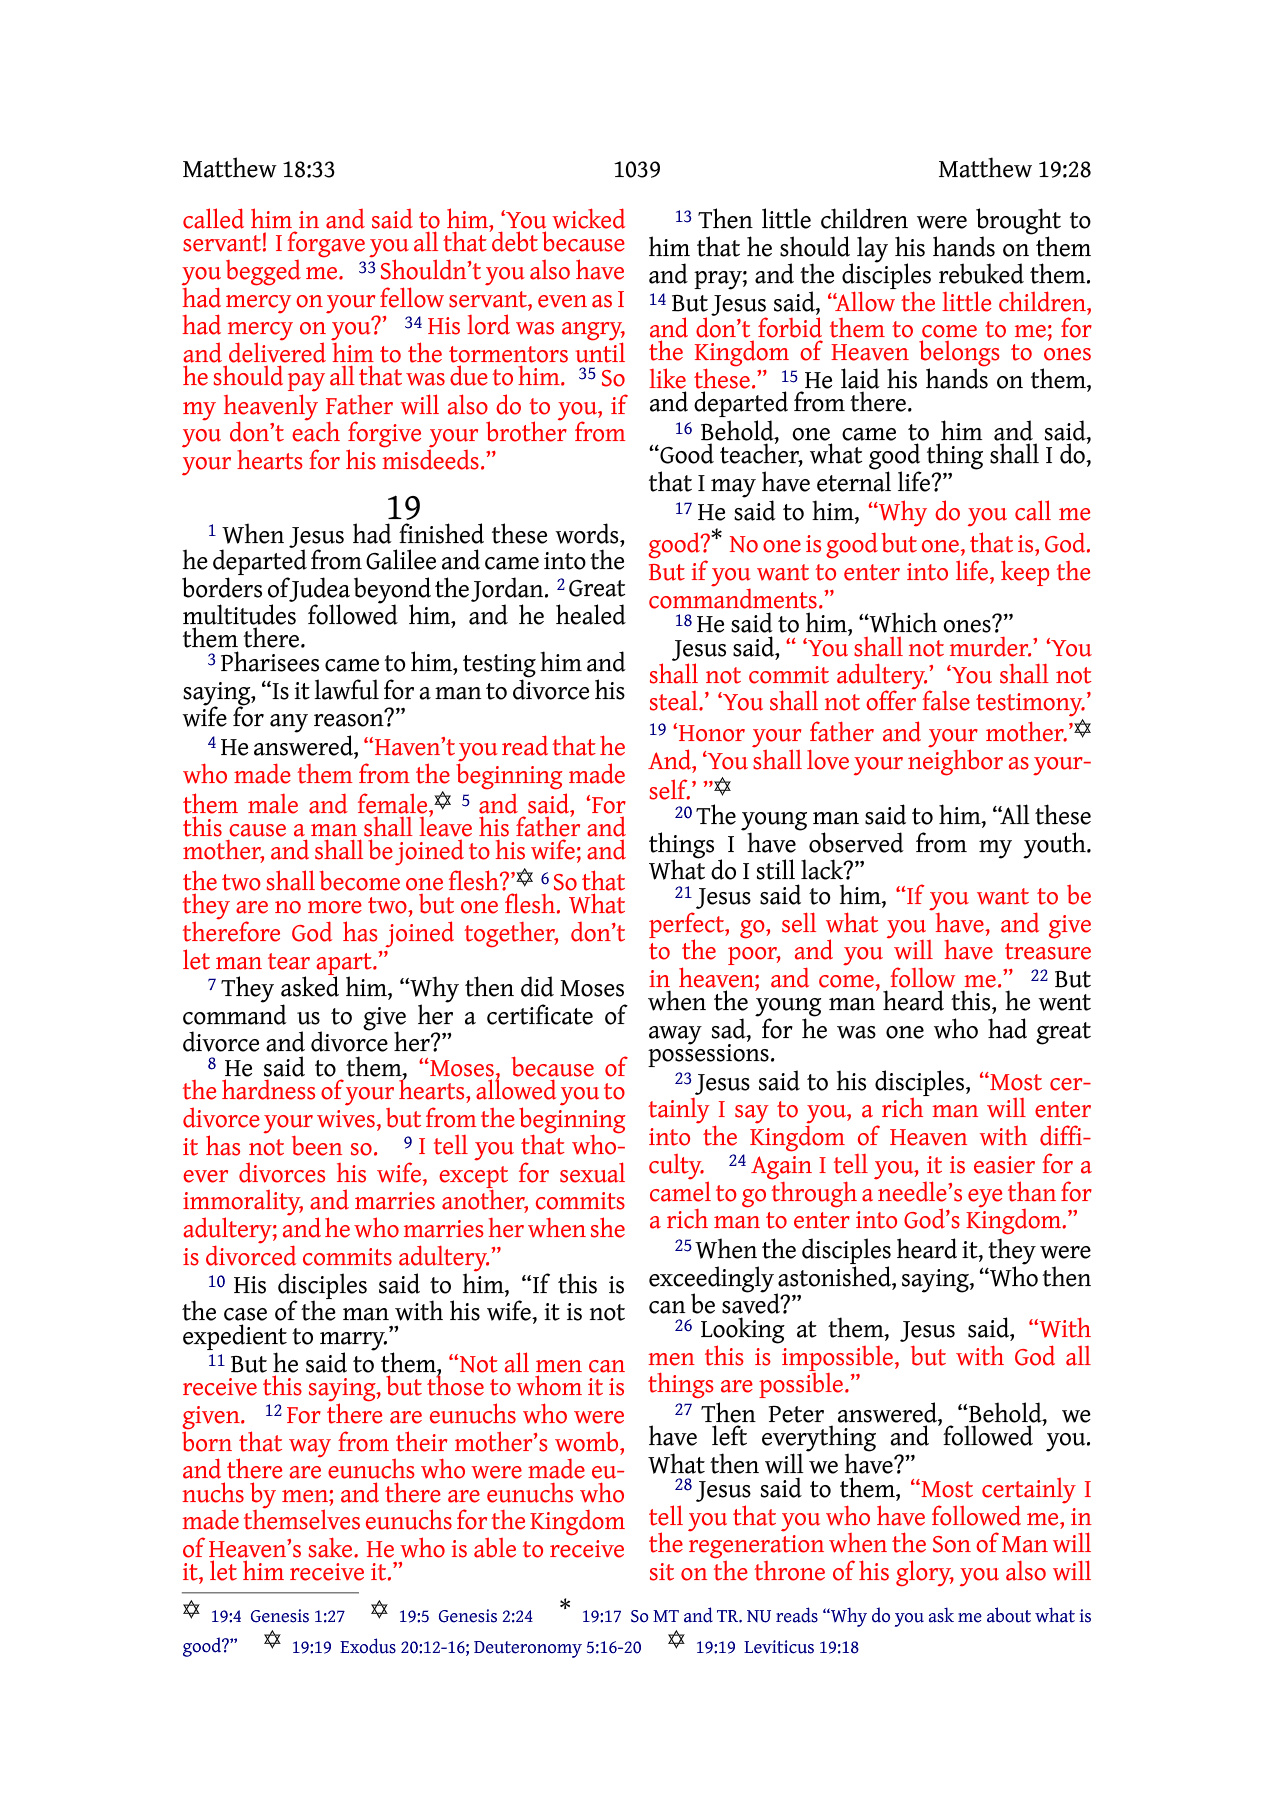 Matthew 18:33 1039 Matthew 19:28
called him in and said to him, ‘You wicked
servant! I forgave you all that debt because
you begged me. 33 Shouldn’t you also have
had mercy on your fellow servant, even as I
had mercy on you?’ 34 His lord was angry,
and delivered him to the tormentors until
he should pay all that was due to him. 35 So
my heavenly Father will also do to you, if
you don’t each forgive your brother from
your hearts for his misdeeds.”
19
1 When Jesus had finished these words,
he departed from Galilee and came into the
borders of Judea beyond the Jordan. 2 Great
multitudes followed him, and he healed
them there.
3 Pharisees came to him, testing him and
saying, “Is it lawful for a man to divorce his
wife for any reason?”
4 He answered, “Haven’t you read that he
who made them from the beginning made
them male and female,✡ 5 and said, ‘For
this cause a man shall leave his father and
mother, and shall be joined to his wife; and
the two shall become one flesh?’✡ 6 So that
they are no more two, but one flesh. What
therefore God has joined together, don’t
let man tear apart.”
7 They asked him, “Why then did Moses
command us to give her a certificate of
divorce and divorce her?”
8 He said to them, “Moses, because of
the hardness of your hearts, allowed you to
divorce your wives, but from the beginning
it has not been so. 9 I tell you that who-
ever divorces his wife, except for sexual
immorality, and marries another, commits
adultery; and he who marries her when she
is divorced commits adultery.”
10 His disciples said to him, “If this is
the case of the man with his wife, it is not
expedient to marry.”
11 But he said to them, “Not all men can
receive this saying, but those to whom it is
given. 12 For there are eunuchs who were
born that way from their mother’s womb,
and there are eunuchs who were made eu-
nuchs by men; and there are eunuchs who
made themselves eunuchs for the Kingdom
of Heaven’s sake. He who is able to receive
it, let him receive it.”
13 Then little children were brought to
him that he should lay his hands on them
and pray; and the disciples rebuked them.
14 But Jesus said, “Allow the little children,
and don’t forbid them to come to me; for
the Kingdom of Heaven belongs to ones
like these.” 15 He laid his hands on them,
and departed from there.
16 Behold, one came to him and said,
“Good teacher, what good thing shall I do,
that I may have eternal life?”
17 He said to him, “Why do you call me
good?* No one is good but one, that is, God.
But if you want to enter into life, keep the
commandments.”
18 He said to him, “Which ones?”
Jesus said, “ ‘You shall not murder.’ ‘You
shall not commit adultery.’ ‘You shall not
steal.’ ‘You shall not offer false testimony.’
19 ‘Honor your father and your mother.’✡
And, ‘You shall love your neighbor as your-
self.’ ”✡
20 The young man said to him, “All these
things I have observed from my youth.
What do I still lack?”
21 Jesus said to him, “If you want to be
perfect, go, sell what you have, and give
to the poor, and you will have treasure
in heaven; and come, follow me.” 22 But
when the young man heard this, he went
away sad, for he was one who had great
possessions.
23 Jesus said to his disciples, “Most cer-
tainly I say to you, a rich man will enter
into the Kingdom of Heaven with diffi-
culty. 24 Again I tell you, it is easier for a
camel to go through a needle’s eye than for
a rich man to enter into God’s Kingdom.”
25 When the disciples heard it, they were
exceedingly astonished, saying, “Who then
can be saved?”
26 Looking at them, Jesus said, “With
men this is impossible, but with God all
things are possible.”
27 Then Peter answered, “Behold, we
have left everything and followed you.
What then will we have?”
28 Jesus said to them, “Most certainly I
tell you that you who have followed me, in
the regeneration when the Son of Man will
sit on the throne of his glory, you also will
✡ 19:4 Genesis 1:27 ✡ 19:5 Genesis 2:24 * 19:17 So MT and TR. NU reads “Why do you ask me about what is
good?” ✡ 19:19 Exodus 20:12-16; Deuteronomy 5:16-20 ✡ 19:19 Leviticus 19:18